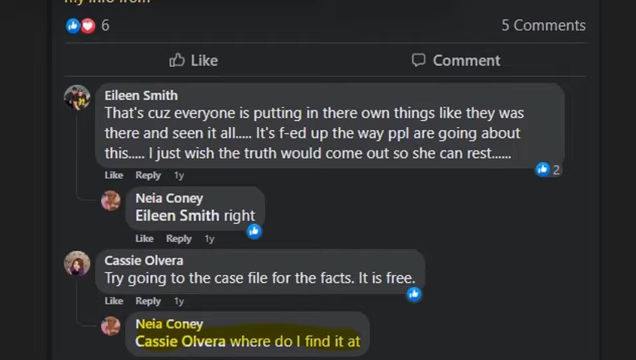 my info from
6
5 Comments
Like
Comment
Eileen Smith
That's cuz everyone is putting in there own things like they was
there and seen it all..... It's f-ed up the way ppl are going about
this..... I just wish the truth would come out so she can rest......
2
Like Reply 1y
Neia Coney
Eileen Smith right
Like Reply 1y
Cassie Olvera
Try going to the case file for the facts. It is free.
Like Reply 1y
Neia Coney
Cassie Olvera where do I find it at